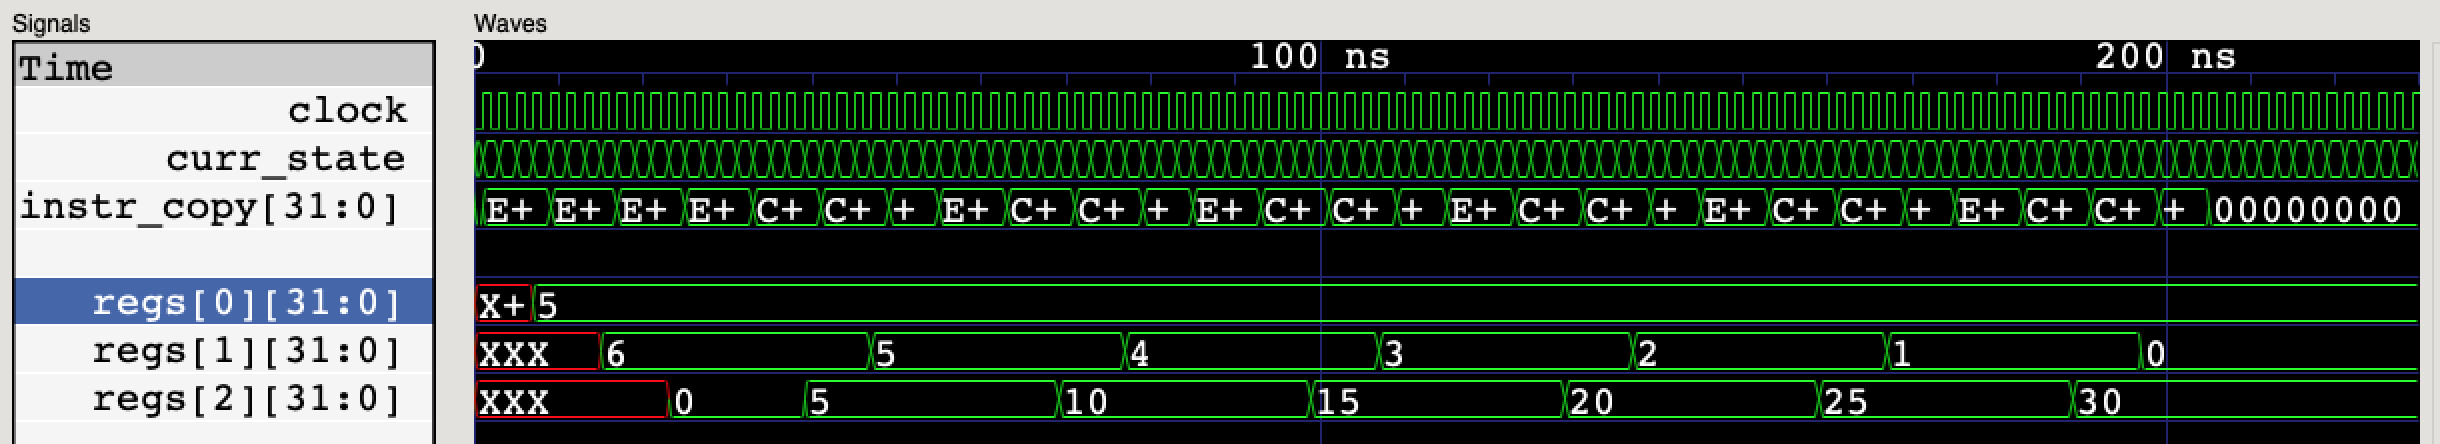 Signals
Waves
Time
0 100 ns 200 ns
clock
curr_state
instr_copy[31:0] E+ E+ E+ E+ C+ C+ + E+ C+ C+ + E+ C+ C+ + E+ C+ C+ + E+ C+ C+ + E+ C+ C+ + 00000000
regs[0][31:0] X+ 5
regs[1][31:0] XXX 6 5 4 3 2 1 0
regs[2][31:0] XXX 0 5 10 15 20 25 30